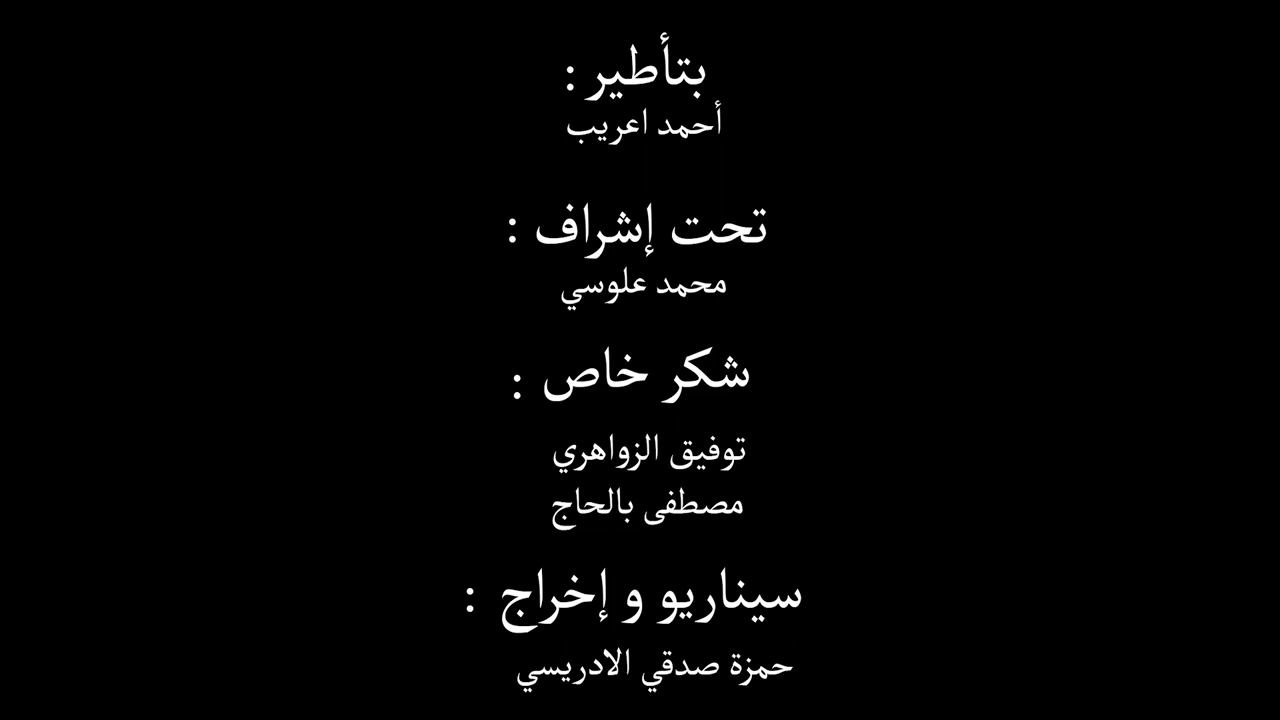 بتأطير :
أحمد اعريب
تحت إشراف :
محمد علوسي
شكر خاص :
توفيق الزواهري
مصطفى بالحاج
سيناريو و إخراج :
حمزة صدقي الادريسي